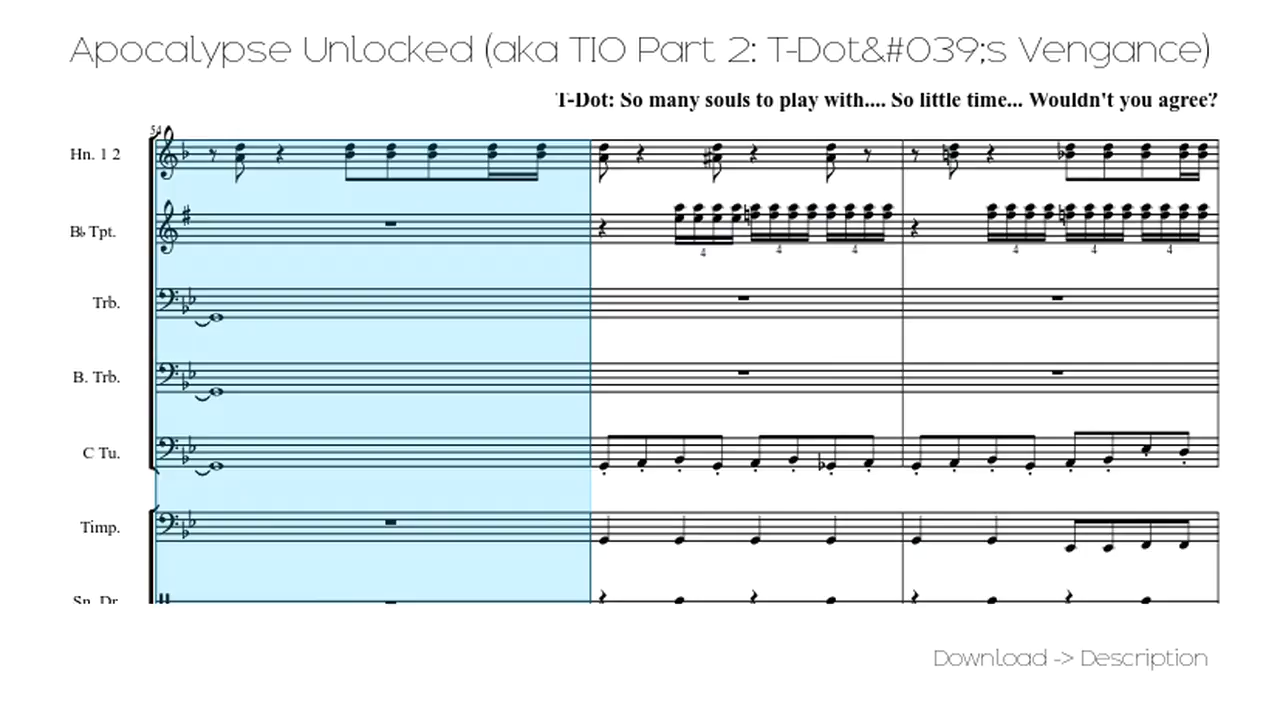 Apocalypse Unlocked (aka TIO Part 2: T-Dot&#039;s Vengance)
T-Dot: So many souls to play with.... So little time... Wouldn't you agree?
54
Hn. 1 2
B♭ Tpt.
4 4 4 4 4 4
Trb.
B. Trb.
C Tu.
Timp.
Sn. Dr.
Download -> Description